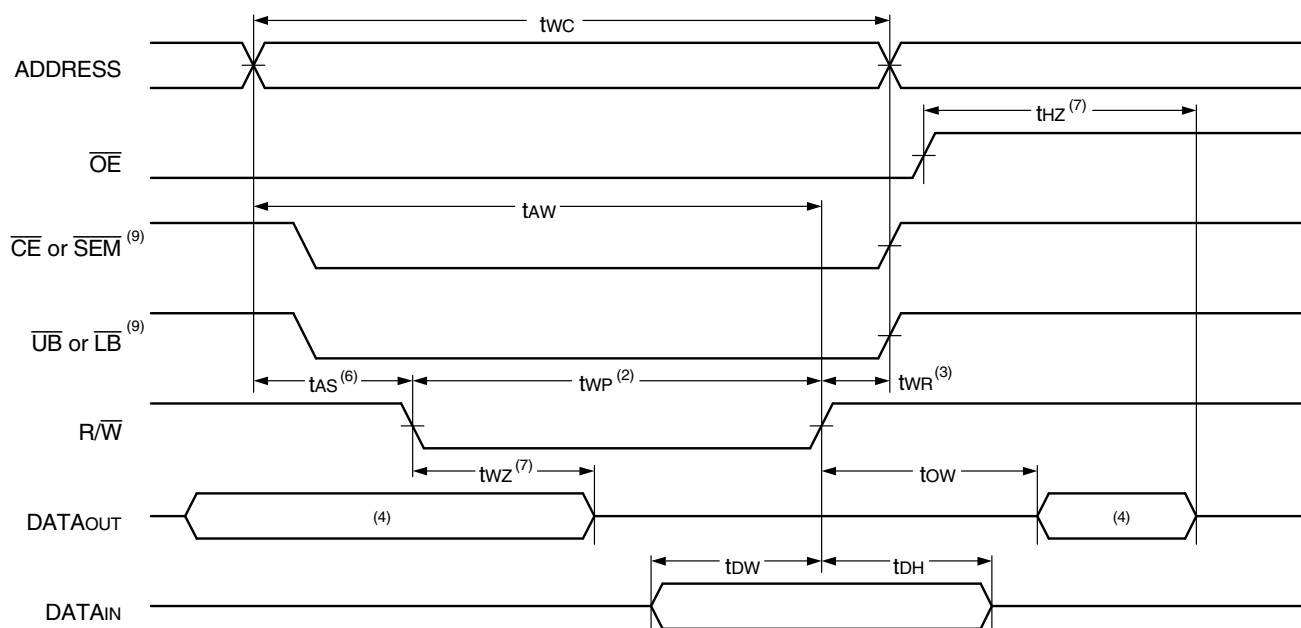 tWC
ADDRESS
tHZ (7)
OE
tAW
CE or SEM (9)
UB or LB (9)
tAS (6)
tWP (2)
tWR (3)
R/W
tWZ (7)
tOW
DATAOUT
(4)
(4)
tDW
tDH
DATAIN